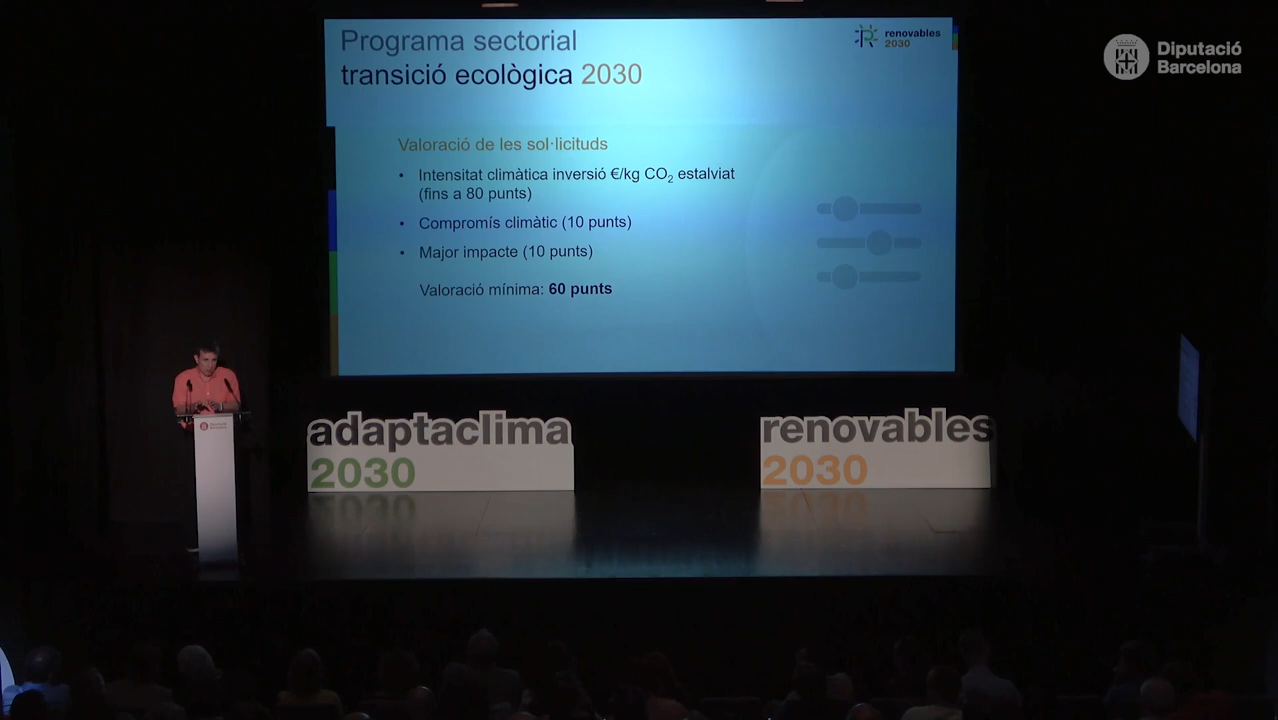 Programa sectorial
transició ecològica 2030
renovables
2030
Diputació
Barcelona
Valoració de les sol·licituds
• Intensitat climàtica inversió €/kg CO₂ estalviat
(fins a 80 punts)
• Compromís climàtic (10 punts)
• Major impacte (10 punts)
Valoració mínima: 60 punts
Diputació
Barcelona
adaptaclima
2030
renovables
2030